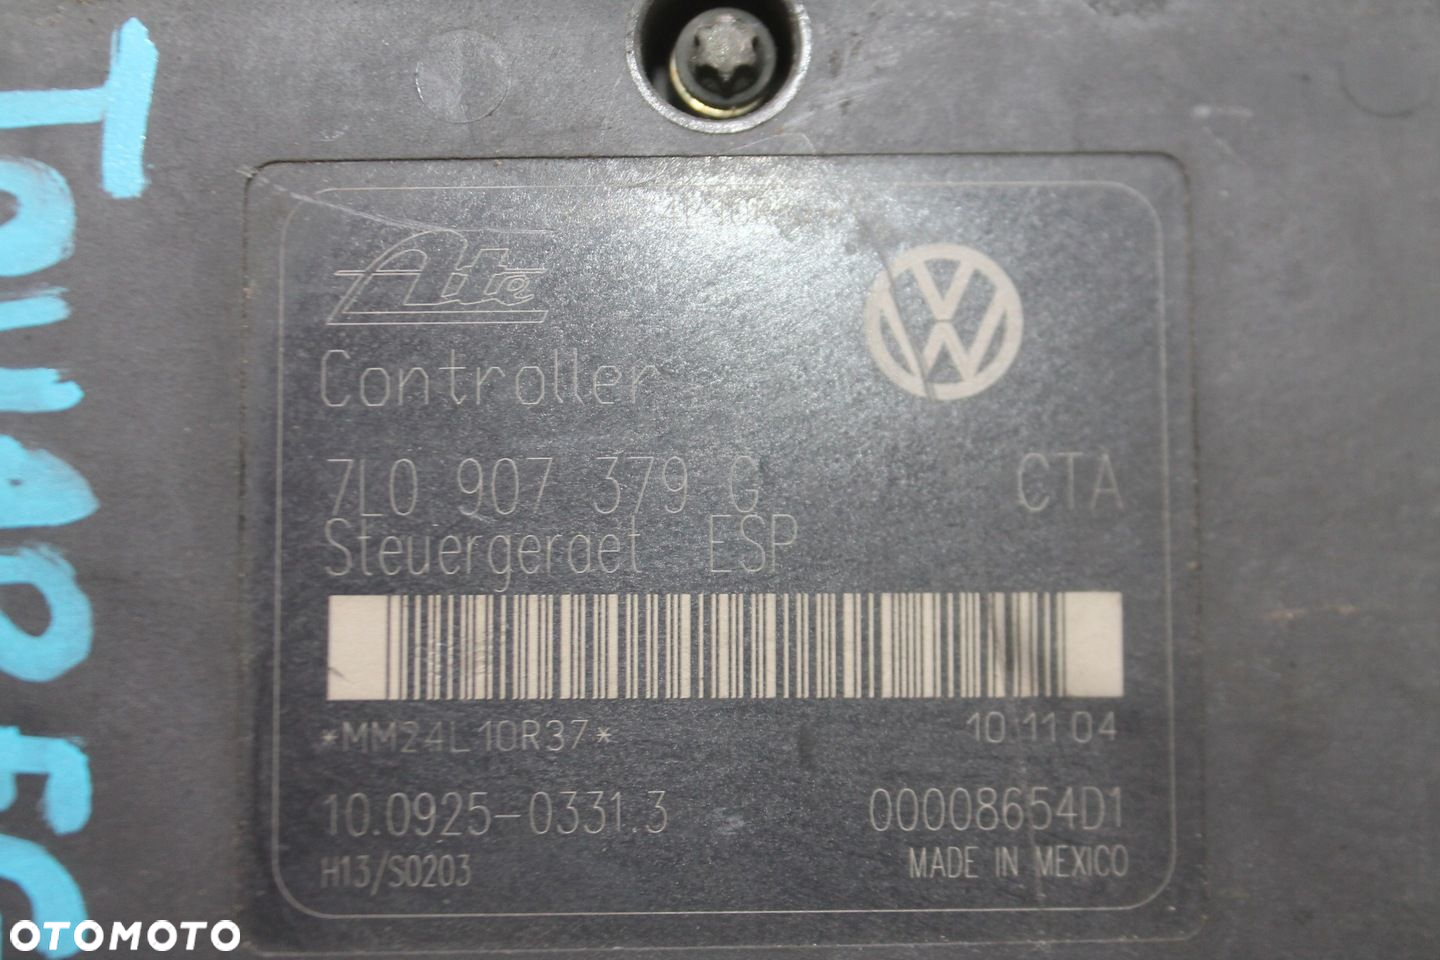 Ate
Controller
7L0 907 379 G CTA
Steuergeraet ESP
*MM24L10R37* 10.11.04
10.0925-0331.3 00008654D1
H13/S0203 MADE IN MEXICO
OTOMOTO